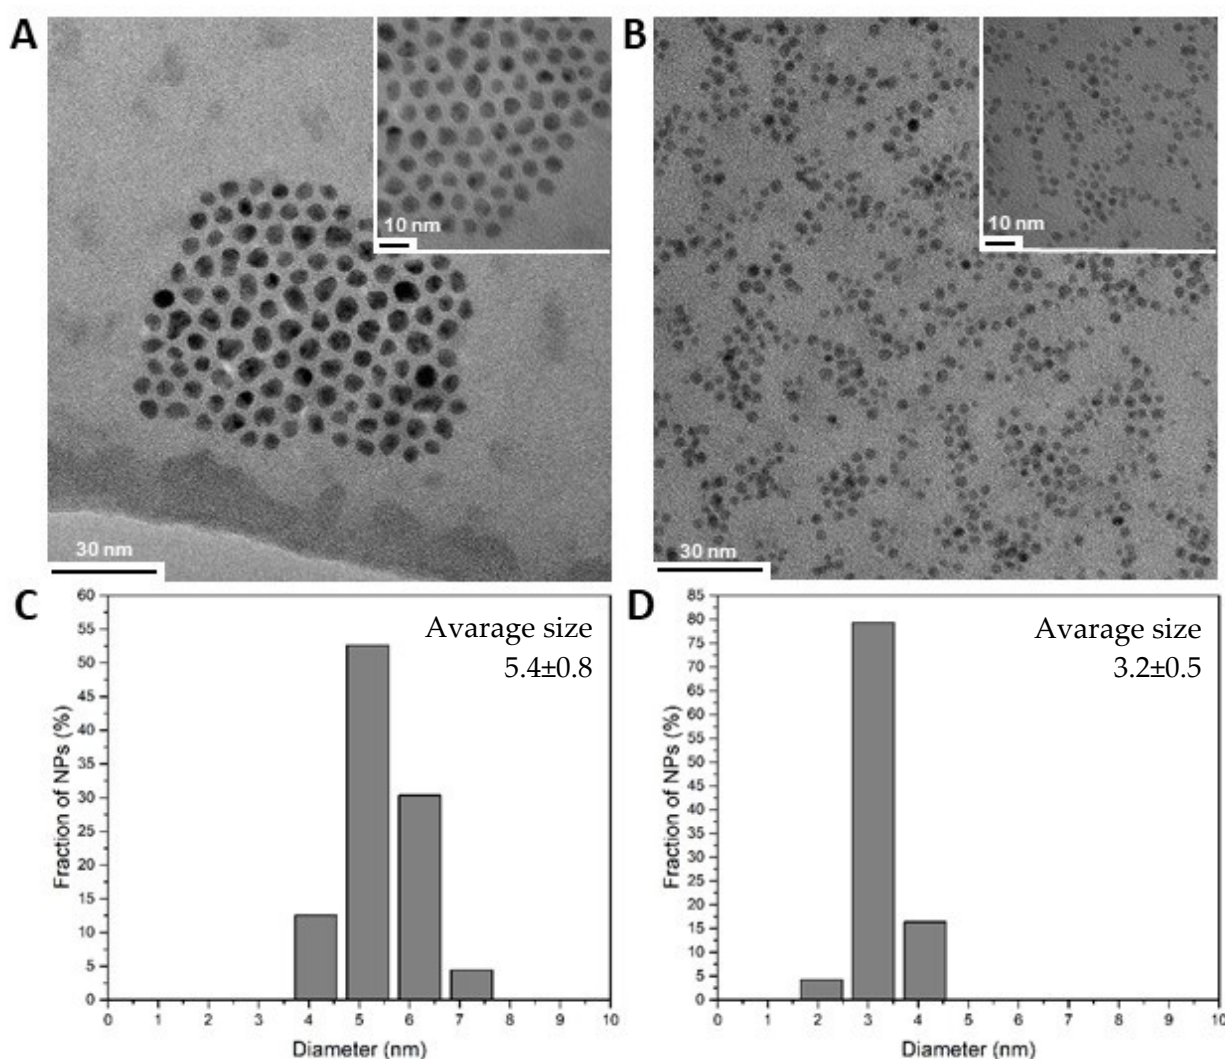 A
10 nm
30 nm
B
10 nm
30 nm
C
Avarage size
5.4±0.8
Fraction of NPs (%)
60
55
50
45
40
35
30
25
20
15
10
5
0
0 1 2 3 4 5 6 7 8 9 10
Diameter (nm)
D
Avarage size
3.2±0.5
Fraction of NPs (%)
85
80
75
70
65
60
55
50
45
40
35
30
25
20
15
10
5
0
0 1 2 3 4 5 6 7 8 9 10
Diameter (nm)